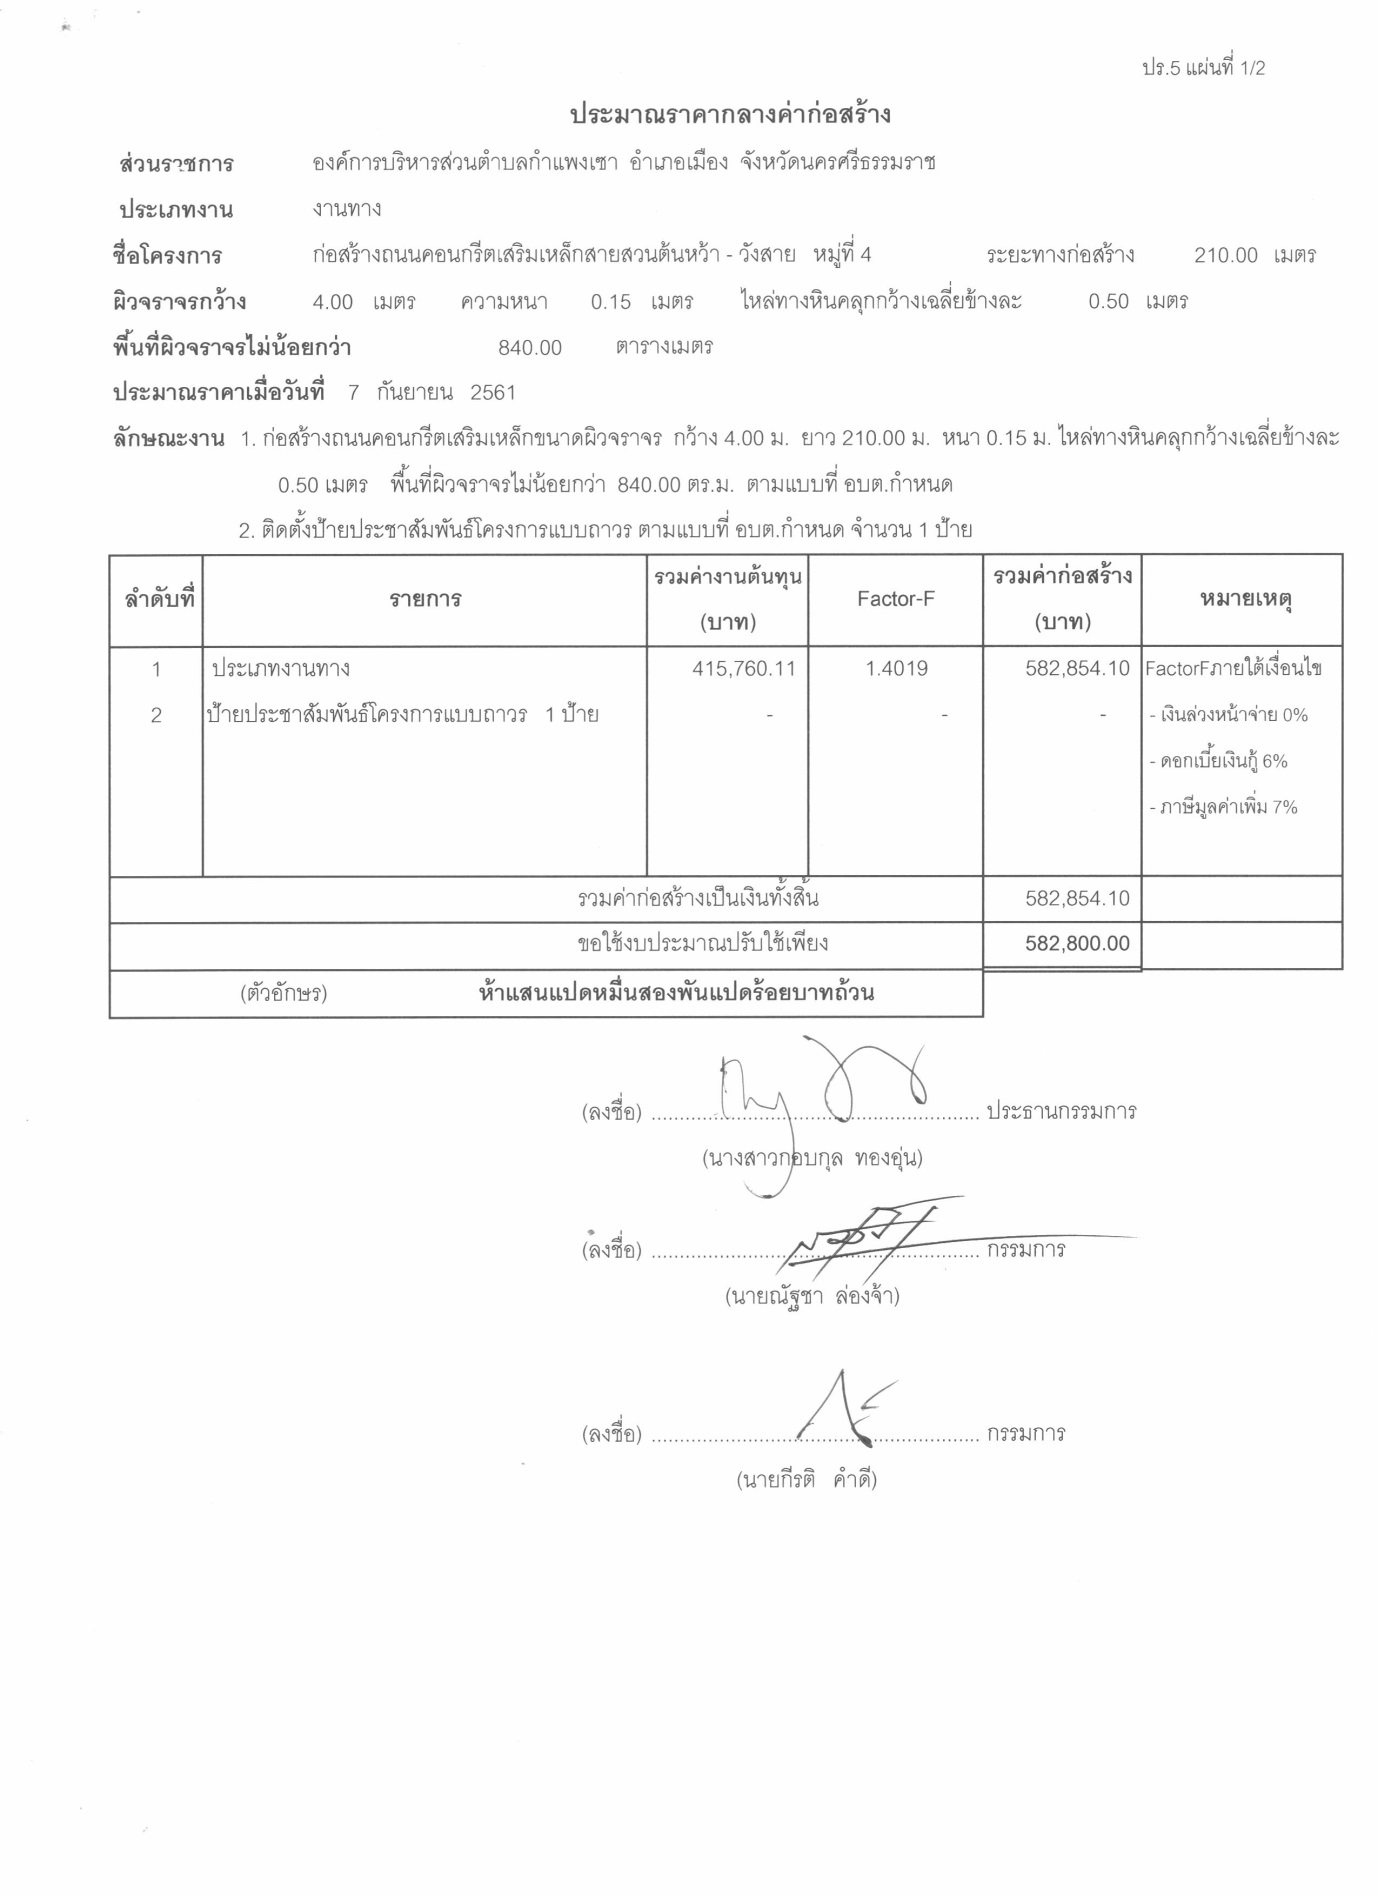 ปร.5 แผ่นที่ 1/2
ประมาณราคากลางค่าก่อสร้าง
ส่วนราชการ องค์การบริหารส่วนตำบลกำแพงเซา อำเภอเมือง จังหวัดนครศรีธรรมราช
ประเภทงาน งานทาง
ชื่อโครงการ ก่อสร้างถนนคอนกรีตเสริมเหล็กสายสวนต้นหว้า - วังสาย หมู่ที่ 4 ระยะทางก่อสร้าง 210.00 เมตร
ผิวจราจรกว้าง 4.00 เมตร ความหนา 0.15 เมตร ไหล่ทางหินคลุกกว้างเฉลี่ยข้างละ 0.50 เมตร
พื้นที่ผิวจราจรไม่น้อยกว่า 840.00 ตารางเมตร
ประมาณราคาเมื่อวันที่ 7 กันยายน 2561
ลักษณะงาน 1. ก่อสร้างถนนคอนกรีตเสริมเหล็กขนาดผิวจราจร กว้าง 4.00 ม. ยาว 210.00 ม. หนา 0.15 ม. ไหล่ทางหินคลุกกว้างเฉลี่ยข้างละ
0.50 เมตร พื้นที่ผิวจราจรไม่น้อยกว่า 840.00 ตร.ม. ตามแบบที่ อบต.กำหนด
2. ติดตั้งป้ายประชาสัมพันธ์โครงการแบบถาวร ตามแบบที่ อบต.กำหนด จำนวน 1 ป้าย
ลำดับที่ รายการ รวมค่างานต้นทุน (บาท) Factor-F รวมค่าก่อสร้าง (บาท) หมายเหตุ
1 ประเภทงานทาง 415,760.11 1.4019 582,854.10 FactorFภายใต้เงื่อนไข
2 ป้ายประชาสัมพันธ์โครงการแบบถาวร 1 ป้าย - - - - เงินล่วงหน้าจ่าย 0%
- ดอกเบี้ยเงินกู้ 6%
- ภาษีมูลค่าเพิ่ม 7%
รวมค่าก่อสร้างเป็นเงินทั้งสิ้น 582,854.10
ขอใช้งบประมาณปรับใช้เพียง 582,800.00
(ตัวอักษร) ห้าแสนแปดหมื่นสองพันแปดร้อยบาทถ้วน
(ลงชื่อ) ................................................ ประธานกรรมการ
(นางสาวกอบกุล ทองอุ่น)
(ลงชื่อ) ................................................ กรรมการ
(นายณัฐชา ล่องจ้า)
(ลงชื่อ) ................................................ กรรมการ
(นายกีรติ คำดี)